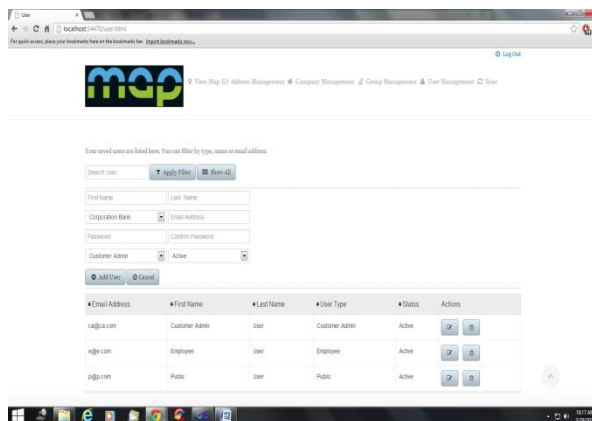 User
localhost:54470/user.html
For quick access, place your bookmarks here on the bookmarks bar. Import bookmarks now...
Log Out
map
View Map Address Management Company Management Group Management User Management Sync
Your saved users are listed here. You can filter by type, name or email address.
Search User Apply Filter Show All
First Name Last Name
Corporation Bank Email Address
Password Confirm Password
Customer Admin Active
Add User Cancel
Email Address First Name Last Name User Type Status Actions
ca@ca.com Customer Admin User Customer Admin Active
e@e.com Employee User Employee Active
p@p.com Public User Public Active